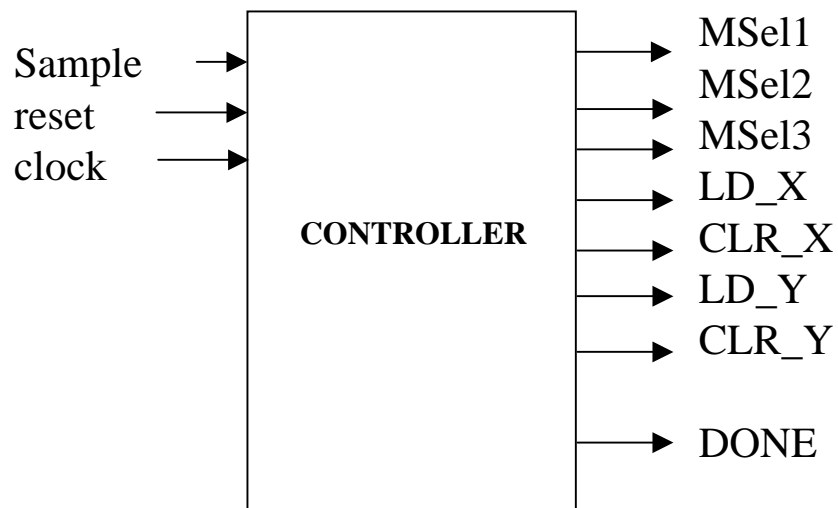 Sample
reset
clock
CONTROLLER
MSel1
MSel2
MSel3
LD_X
CLR_X
LD_Y
CLR_Y
DONE